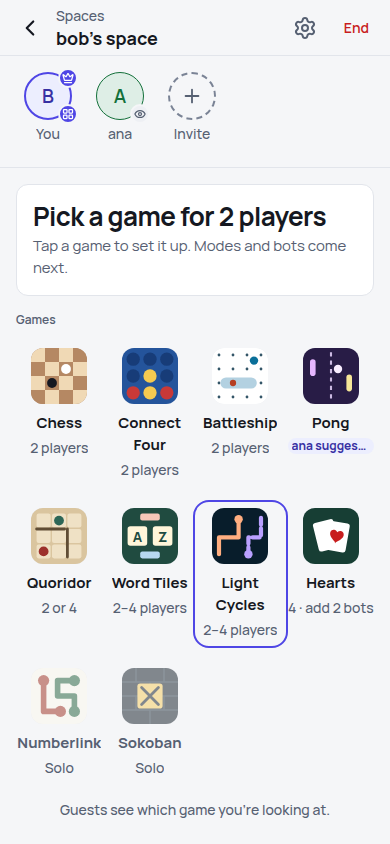 Spaces
bob's space
End
B
A
You
ana
Invite
Pick a game for 2 players
Tap a game to set it up. Modes and bots come
next.
Games
A
Z
Chess
Connect
Four
Battleship
Pong
2 players
2 players
2 players
ana sugges...
Quoridor
Word Tiles
Light
Cycles
Hearts
2 or 4
2–4 players
2–4 players
4 · add 2 bots
Numberlink
Sokoban
Solo
Solo
Guests see which game you're looking at.